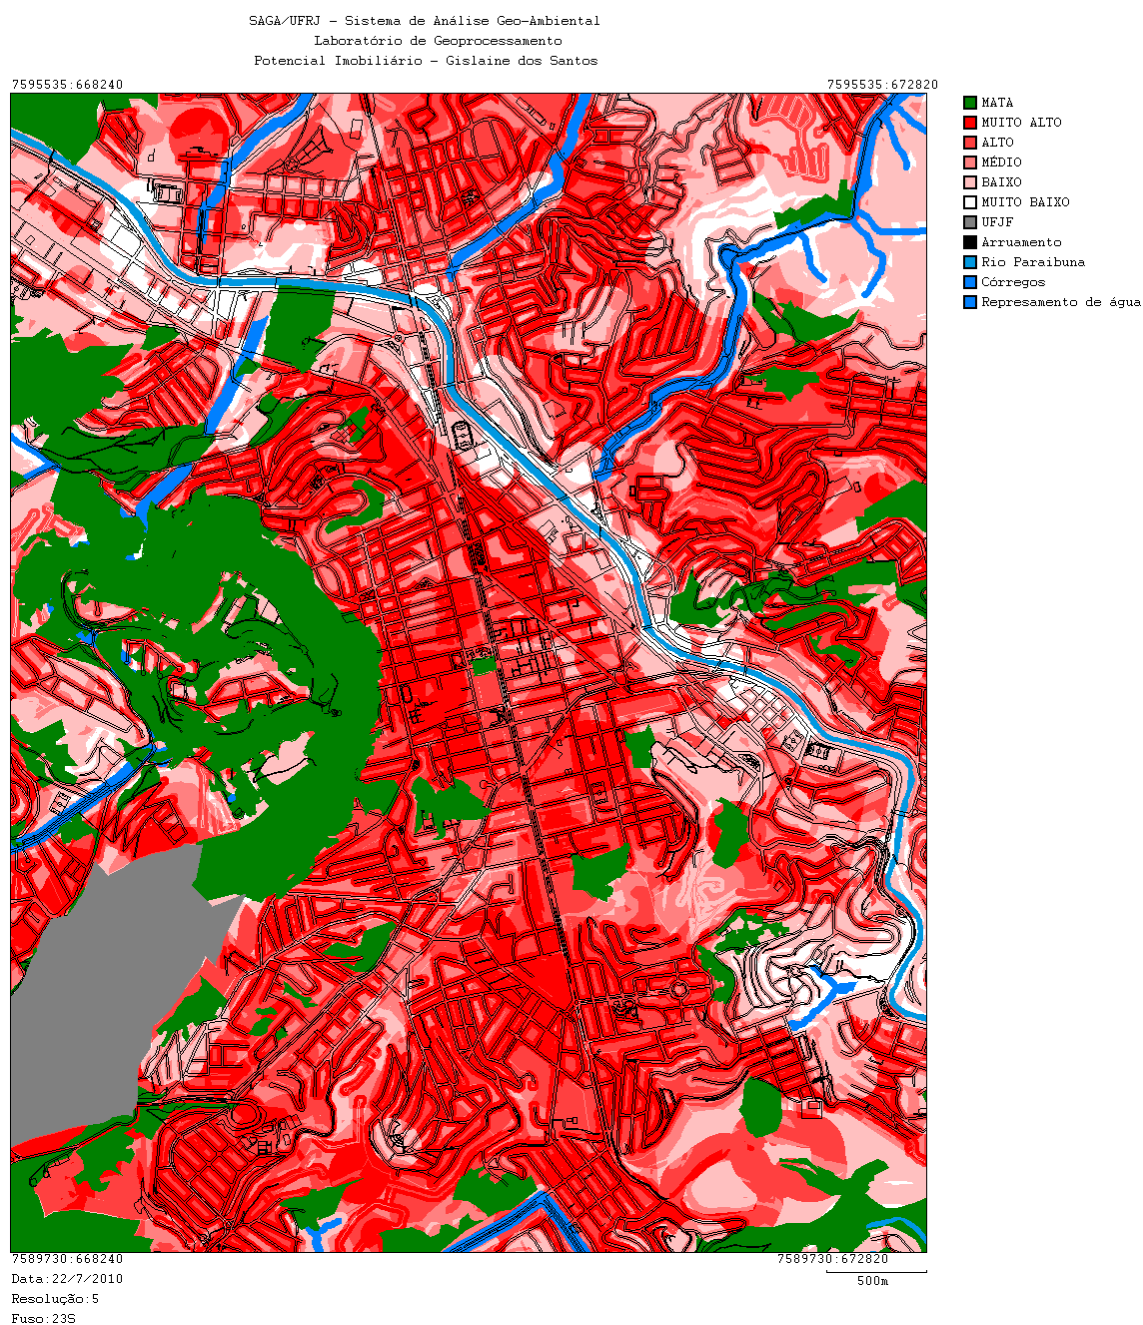 SAGA/UFRJ - Sistema de Análise Geo-Ambiental
Laboratório de Geoprocessamento
Potencial Imobiliário - Gislaine dos Santos
7595535:668240
7595535:672820
MATA
MUITO ALTO
ALTO
MÉDIO
BAIXO
MUITO BAIXO
UFJF
Arruamento
Rio Paraibuna
Córregos
Represamento de água
7589730:668240
7589730:672820
Data:22/7/2010
500m
Resolução:5
Fuso:23S